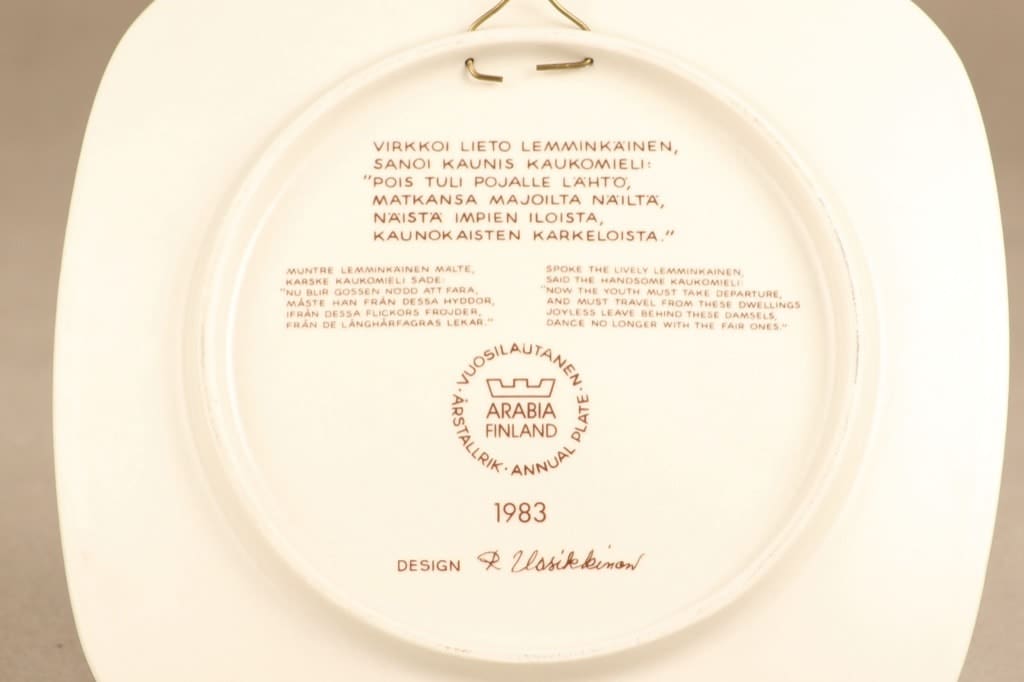 VIRKKOI LIETO LEMMINKÄINEN,
SANOI KAUNIS KAUKOMIELI:
"POIS TULI POJALLE LÄHTÖ,
MATKANSA MAJOILTA NÄILTÄ,
NÄISTÄ IMPIEN ILOISTA,
KAUNOKAISTEN KARKELOISTA."
MUNTRE LEMMINKÄINEN MÄLTE,
KARSKE KAUKOMIELI SADE:
"NU BLIR GOSSEN NÖDD ATT FARA,
MÅSTE HAN FRÅN DESSA HYDDOR,
IFRÅN DESSA FLICKORS FRÖJDER,
FRÅN DE LÅNGHÅRFAGRAS LEKAR."
SPOKE THE LIVELY LEMMINKAINEN,
SAID THE HANDSOME KAUKOMIELI:
"NOW THE YOUTH MUST TAKE DEPARTURE,
AND MUST TRAVEL FROM THESE DWELLINGS
JOYLESS LEAVE BEHIND THESE DAMSELS,
DANCE NO LONGER WITH THE FAIR ONES."
· VUOSILAUTANEN · ANNUAL PLATE · ÅRSTALLRIK
ARABIA
FINLAND
1983
DESIGN R Uosikkinen